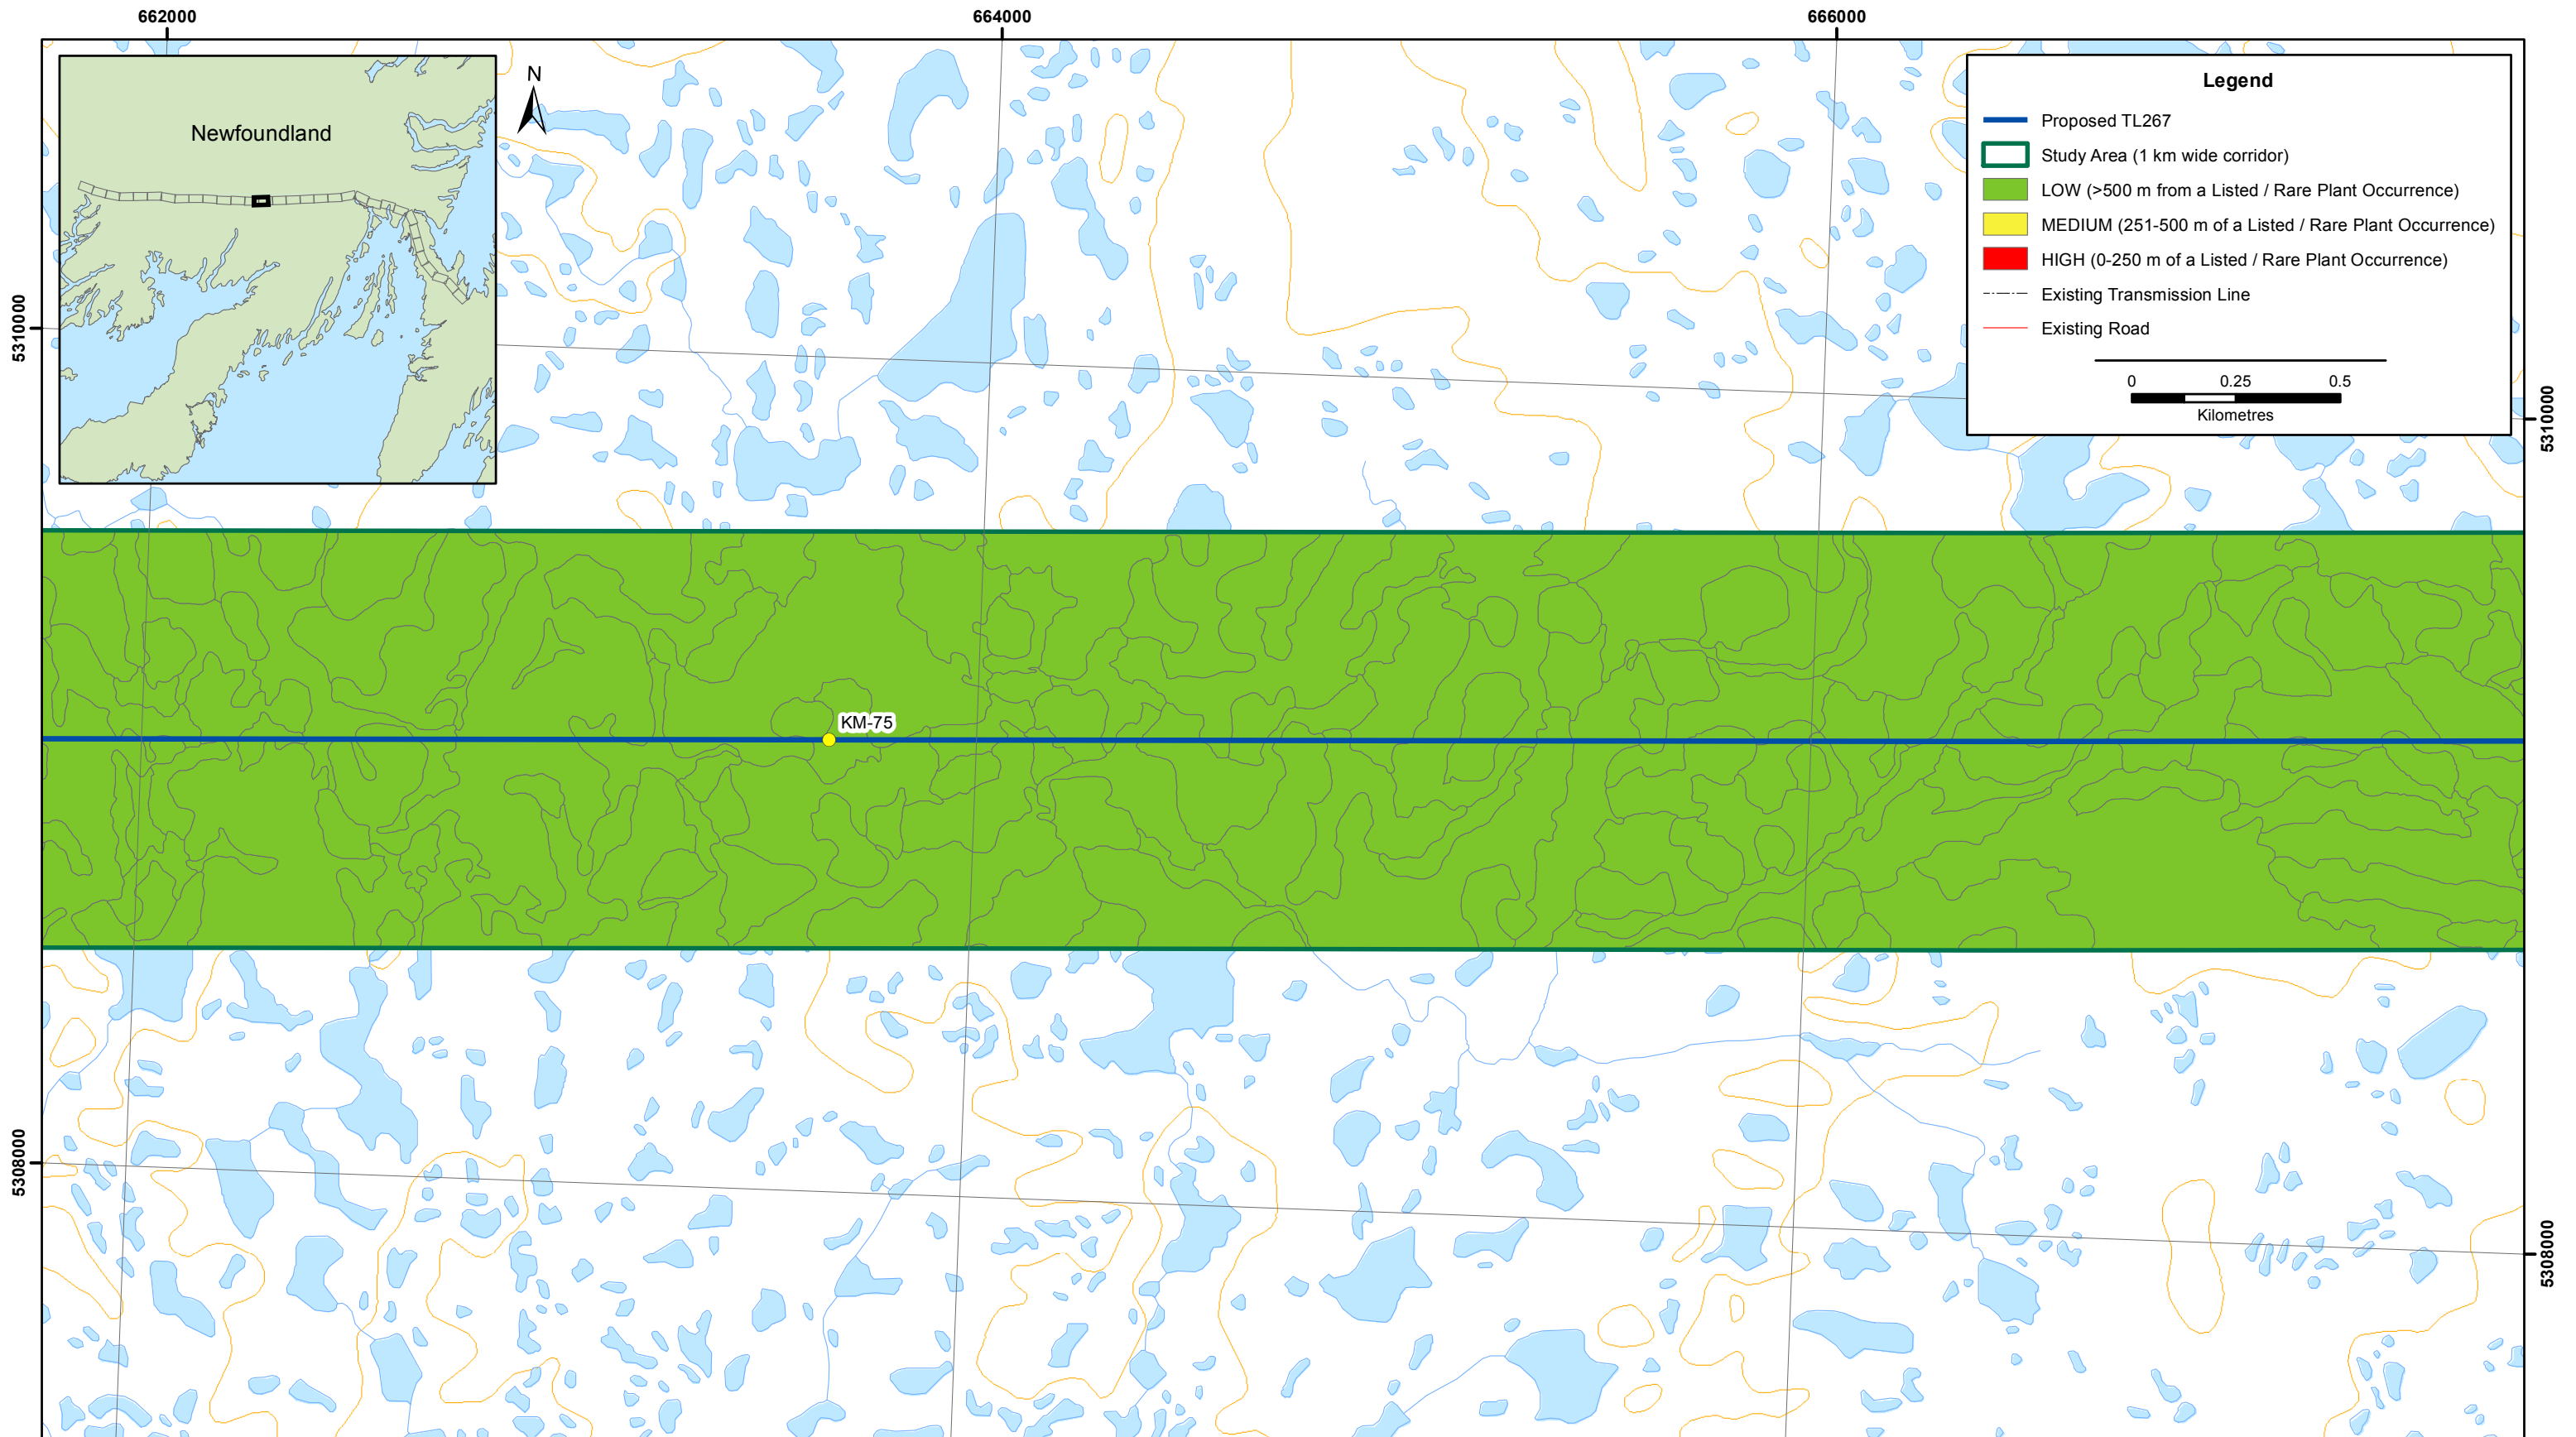 662000
664000
666000
Newfoundland
N
Legend
Proposed TL267
Study Area (1 km wide corridor)
LOW (>500 m from a Listed / Rare Plant Occurrence)
MEDIUM (251-500 m of a Listed / Rare Plant Occurrence)
HIGH (0-250 m of a Listed / Rare Plant Occurrence)
Existing Transmission Line
Existing Road
0 0.25 0.5
Kilometres
5310000
5310000
KM-75
5308000
5308000